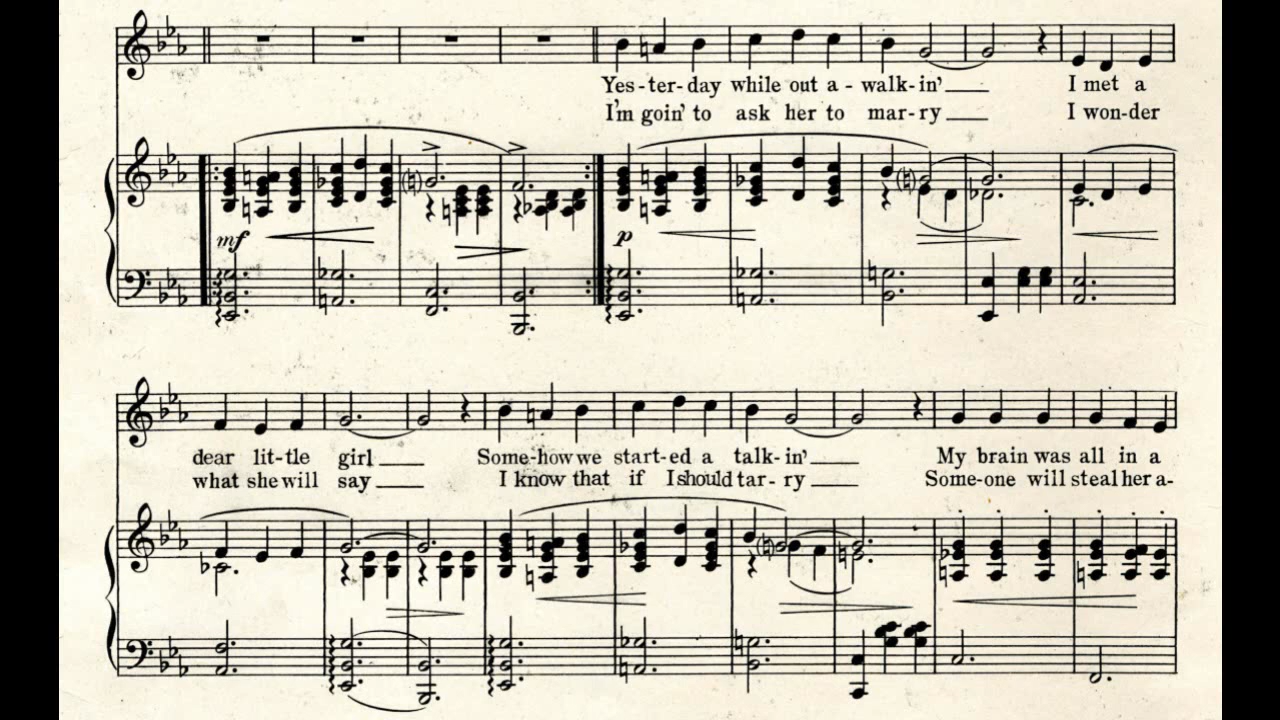 Yes-ter-day while out a-walk-in' I met a
I'm goin' to ask her to mar-ry I won-der
mf p
dear lit-tle girl Some-how we start-ed a talk-in' My brain was all in a
what she will say I know that if I should tar-ry Some-one will steal her a-